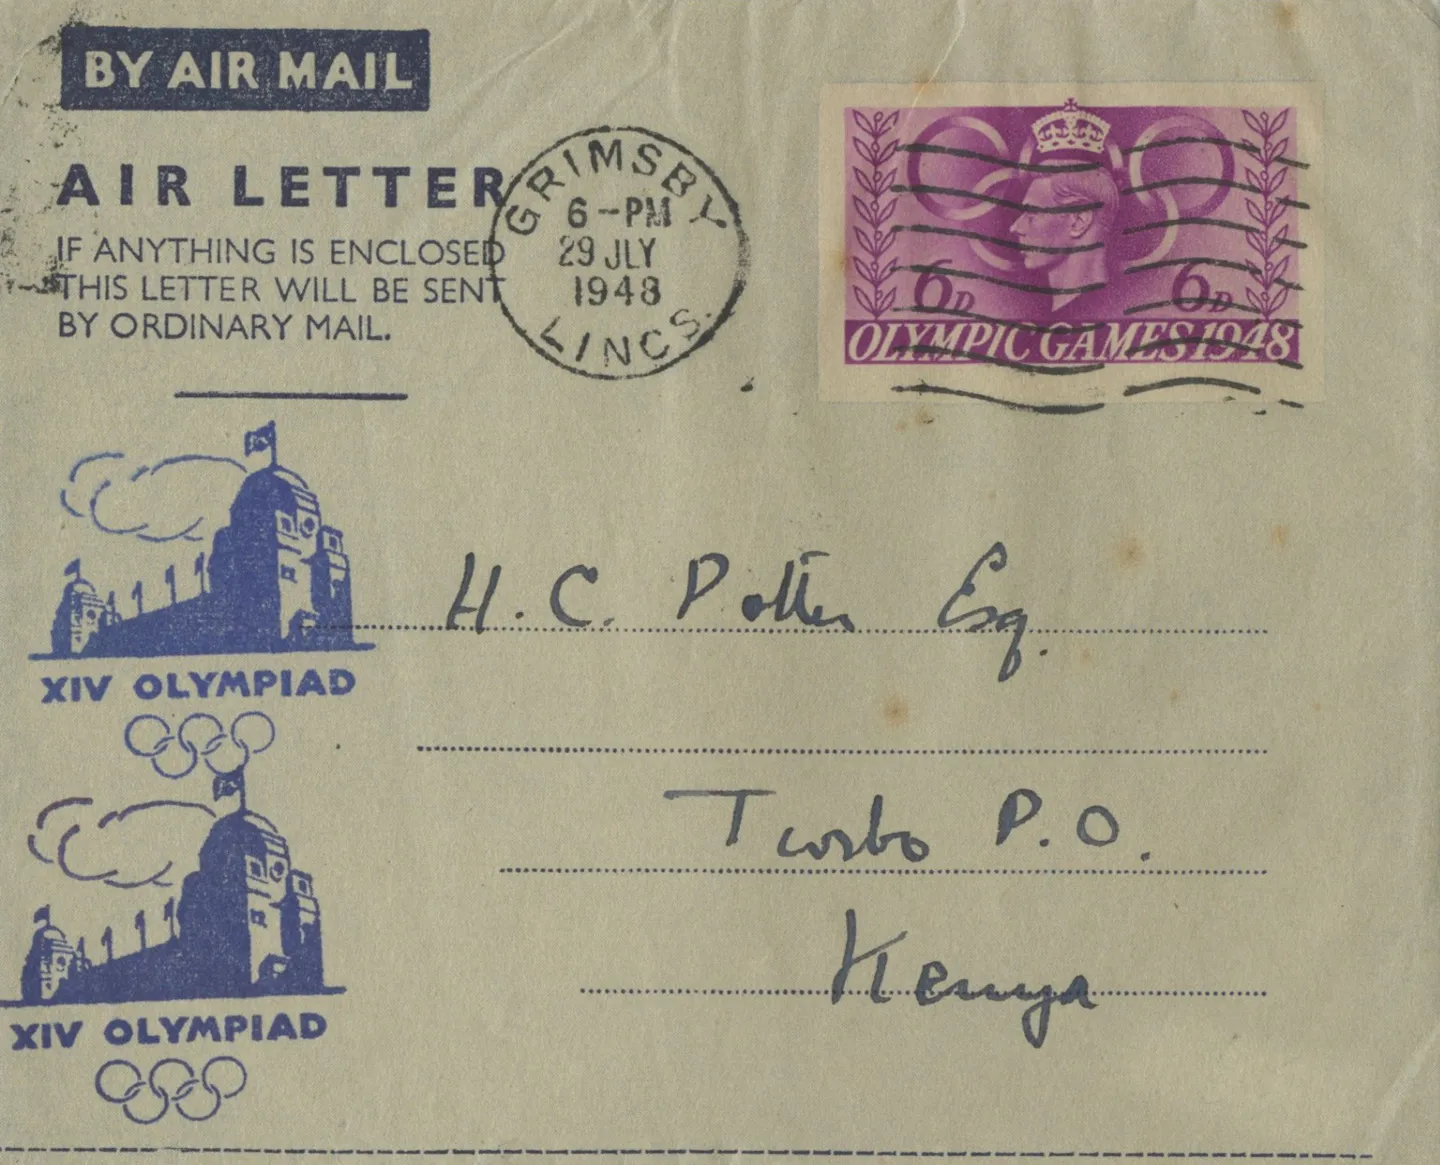 BY AIR MAIL
AIR LETTER
IF ANYTHING IS ENCLOSED
THIS LETTER WILL BE SENT
BY ORDINARY MAIL.
GRIMSBY
6-PM
29 JLY
1948
LINCS.
6D 6D
OLYMPIC GAMES 1948
XIV OLYMPIAD
H. C. Potter Esq.
Turbo P.O.
Kenya
XIV OLYMPIAD